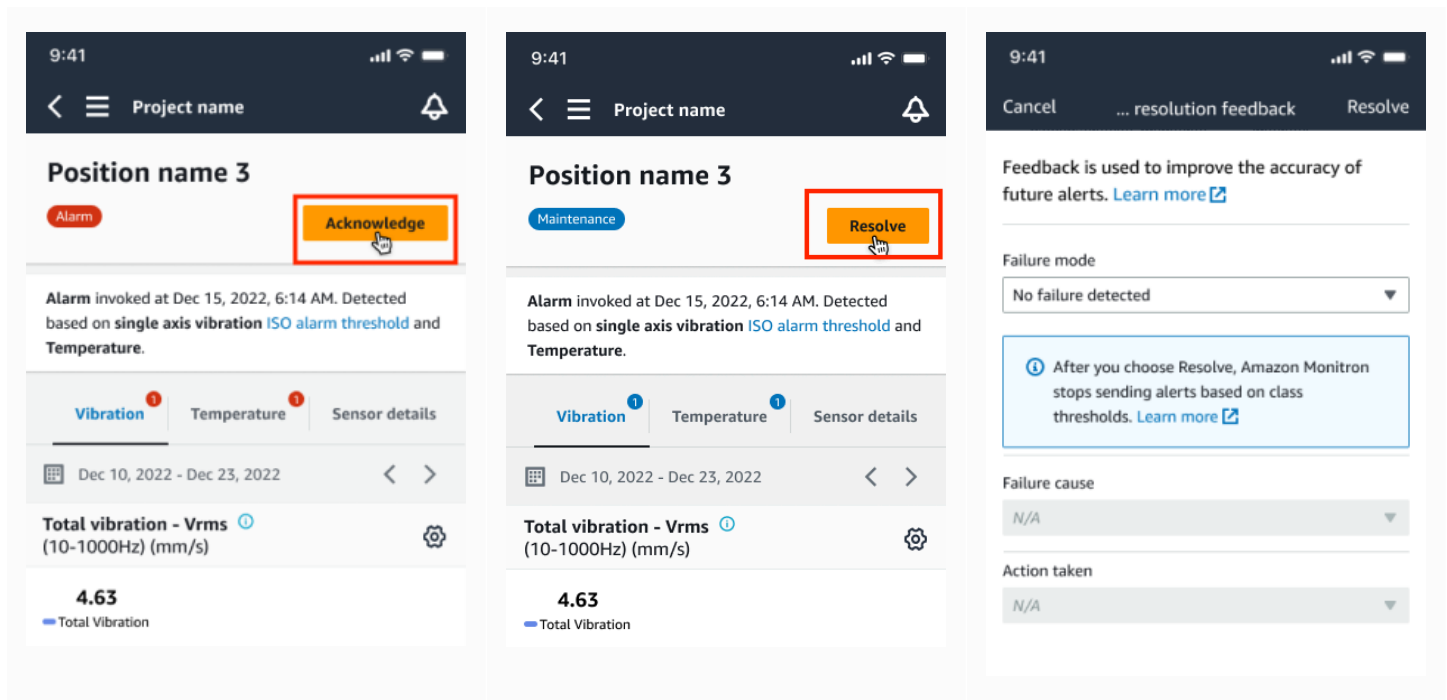 9:41
Project name
Position name 3
Alarm
Acknowledge
Alarm invoked at Dec 15, 2022, 6:14 AM. Detected
based on single axis vibration ISO alarm threshold and
Temperature.
Vibration 1 Temperature 1 Sensor details
Dec 10, 2022 - Dec 23, 2022
Total vibration - Vrms
(10-1000Hz) (mm/s)
4.63
Total Vibration
9:41
Project name
Position name 3
Maintenance
Resolve
Alarm invoked at Dec 15, 2022, 6:14 AM. Detected
based on single axis vibration ISO alarm threshold and
Temperature.
Vibration 1 Temperature 1 Sensor details
Dec 10, 2022 - Dec 23, 2022
Total vibration - Vrms
(10-1000Hz) (mm/s)
4.63
Total Vibration
9:41
Cancel ... resolution feedback Resolve
Feedback is used to improve the accuracy of
future alerts. Learn more
Failure mode
No failure detected
After you choose Resolve, Amazon Monitron
stops sending alerts based on class
thresholds. Learn more
Failure cause
N/A
Action taken
N/A